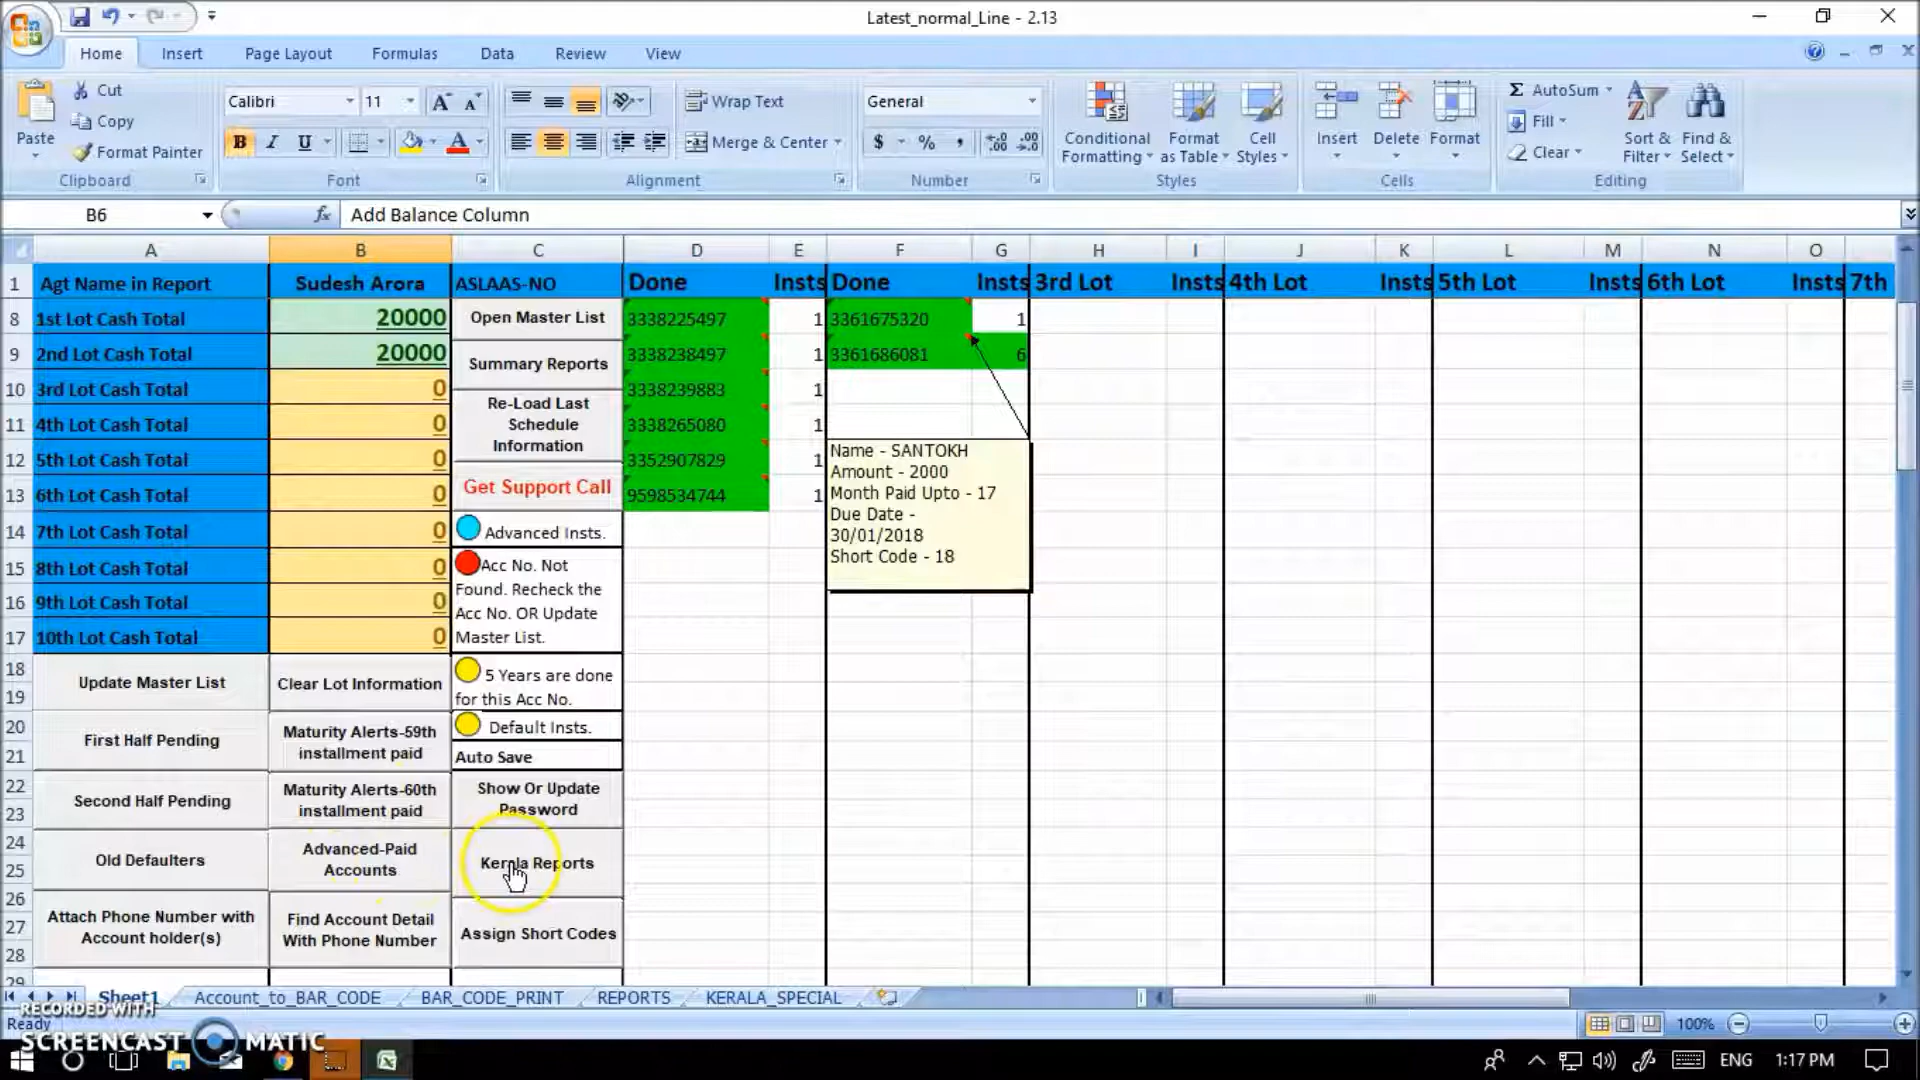 Latest_normal_Line - 2.13
Home Insert Page Layout Formulas Data Review View
Cut
Copy
Format Painter
Paste
Clipboard
Calibri 11
B I U
Font
Wrap Text
Merge & Center
Alignment
General
$ % ,
Number
Conditional Formatting
Format as Table
Cell Styles
Styles
Insert Delete Format
Cells
Σ AutoSum
Fill
Clear
Sort & Filter
Find & Select
Editing
B6 fx Add Balance Column
A B C D E F G H I J K L M N O
1 Agt Name in Report Sudesh Arora ASLAAS-NO Done Insts Done Insts 3rd Lot Insts 4th Lot Insts 5th Lot Insts 6th Lot Insts 7th
8 1st Lot Cash Total 20000 Open Master List 3338225497 1 3361675320 1
9 2nd Lot Cash Total 20000 Summary Reports 3338238497 1 3361686081 6
10 3rd Lot Cash Total 0 3338239883 1
11 4th Lot Cash Total 0 Re-Load Last Schedule Information 3338265080 1
12 5th Lot Cash Total 0 3352907829 1
13 6th Lot Cash Total 0 Get Support Call 9598534744 1
Name - SANTOKH
Amount - 2000
Month Paid Upto - 17
Due Date -
30/01/2018
Short Code - 18
14 7th Lot Cash Total 0 Advanced Insts.
15 8th Lot Cash Total 0 Acc No. Not
Found. Recheck the
16 9th Lot Cash Total 0 Acc No. OR Update
17 10th Lot Cash Total 0 Master List.
18
19
Update Master List Clear Lot Information 5 Years are done
for this Acc No.
20
21
First Half Pending Maturity Alerts-59th
installment paid
Default Insts.
Auto Save
22
23
Second Half Pending Maturity Alerts-60th
installment paid
Show Or Update
Password
24
25
Old Defaulters Advanced-Paid
Accounts
Kerala Reports
26
27
28
Attach Phone Number with
Account holder(s)
Find Account Detail
With Phone Number
Assign Short Codes
29
Sheet1 Account_to_BAR_CODE BAR_CODE_PRINT REPORTS KERALA_SPECIAL
RECORDED WITH
Ready 100%
SCREENCAST MATIC
ENG 1:17 PM